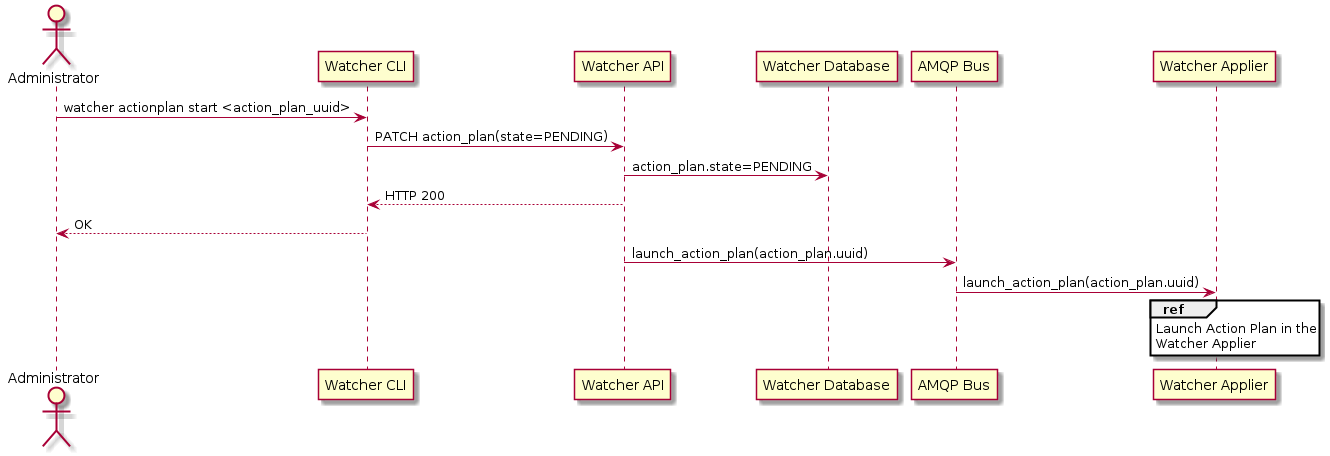 Administrator
Watcher CLI
Watcher API
Watcher Database
AMQP Bus
Watcher Applier
watcher actionplan start <action_plan_uuid>
PATCH action_plan(state=PENDING)
action_plan.state=PENDING
HTTP 200
OK
launch_action_plan(action_plan.uuid)
launch_action_plan(action_plan.uuid)
ref
Launch Action Plan in the
Watcher Applier
Administrator
Watcher CLI
Watcher API
Watcher Database
AMQP Bus
Watcher Applier